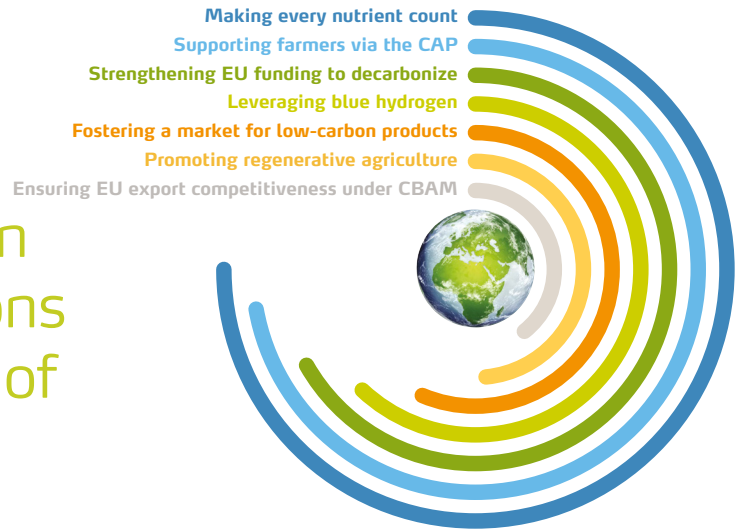 Making every nutrient count
Supporting farmers via the CAP
Strengthening EU funding to decarbonize
Leveraging blue hydrogen
Fostering a market for low-carbon products
Promoting regenerative agriculture
Ensuring EU export competitiveness under CBAM
of